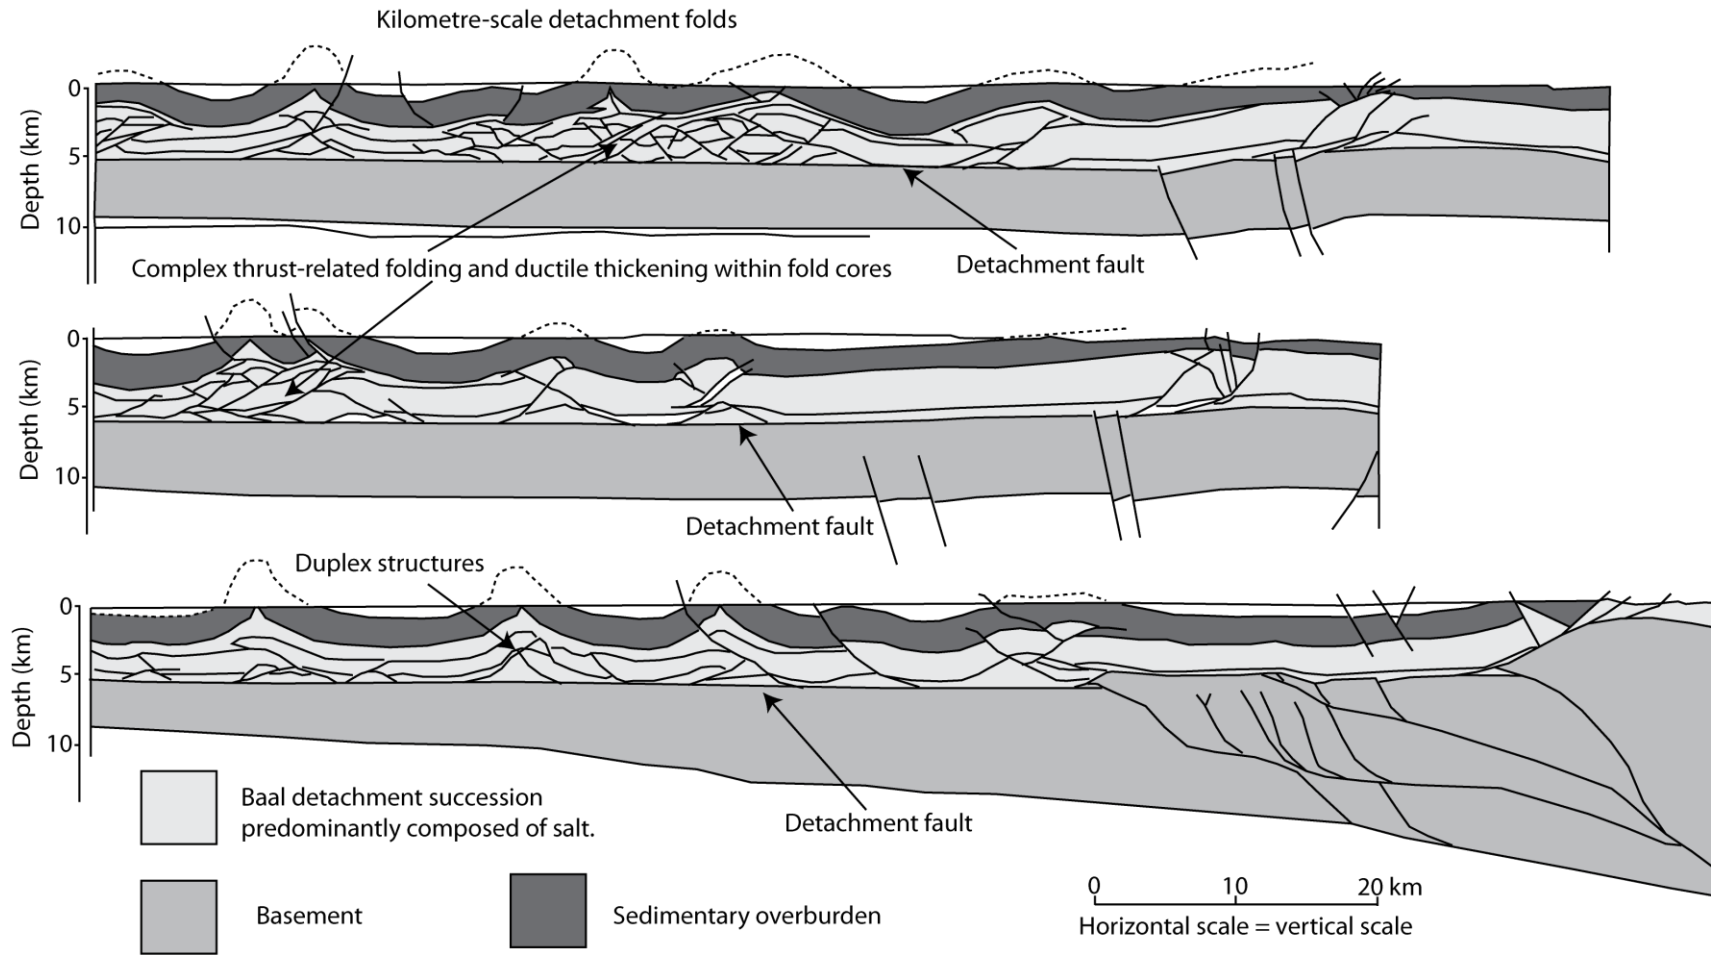 Kilometre-scale detachment folds
0
5
10
Depth (km)
Complex thrust-related folding and ductile thickening within fold cores
Detachment fault
0
5
10
Depth (km)
Detachment fault
Duplex structures
0
5
10
Depth (km)
Detachment fault
Baal detachment succession
predominantly composed of salt.
Basement
Sedimentary overburden
0 10 20 km
Horizontal scale = vertical scale